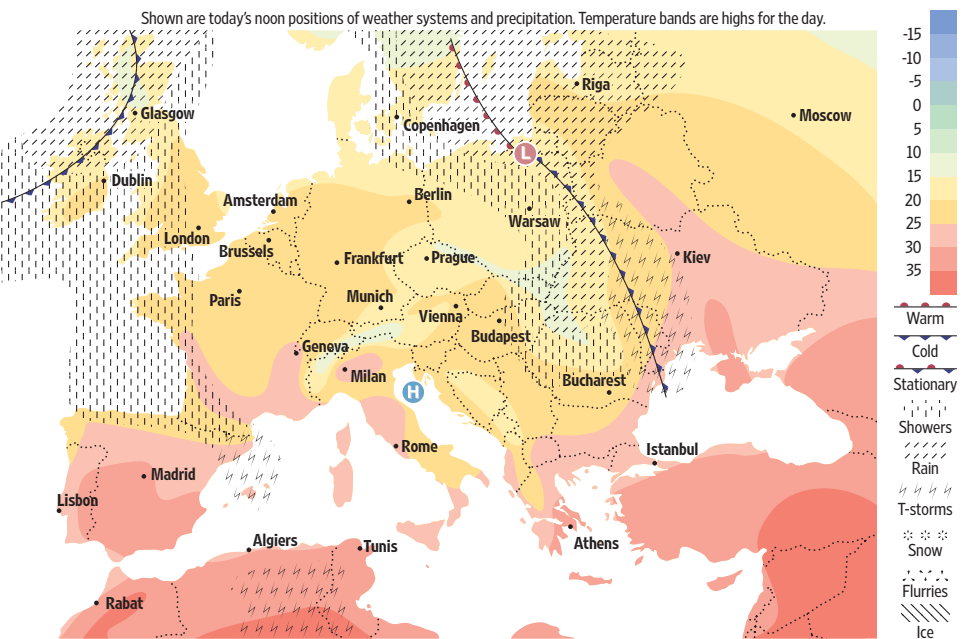 Shown are today's noon positions of weather systems and precipitation. Temperature bands are highs for the day.
-15
-10
-5
0
5
10
15
20
25
30
35
Warm
Cold
Stationary
Showers
Rain
T-storms
Snow
Flurries
Ice
Riga
Moscow
Glasgow
Copenhagen
L
Dublin
Berlin
Amsterdam
Warsaw
London
Brussels
Frankfurt
Prague
Kiev
Paris
Munich
Vienna
Budapest
Geneva
Milan
H
Bucharest
Rome
Istanbul
Madrid
Lisbon
Algiers
Tunis
Athens
Rabat